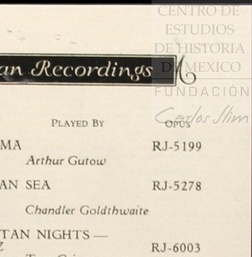 CENTRO DE
ESTUDIOS
DE HISTORIA
DE MEXICO
FUNDACIÓN
Carlos Slim
an Recordings
PLAYED BY OPUS
MA RJ-5199
Arthur Gutow
AN SEA RJ-5278
Chandler Goldthwaite
TAN NIGHTS—
Z RJ-6003